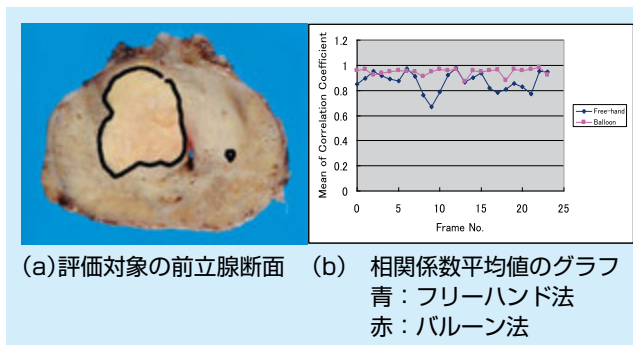 1.2
1
0.8
0.6
0.4
0.2
0
Mean of Correlation Coefficient
0 5 10 15 20 25
Frame No.
Free-hand
Balloon
(a)評価対象の前立腺断面
(b) 相関係数平均値のグラフ
青：フリーハンド法
赤：バルーン法